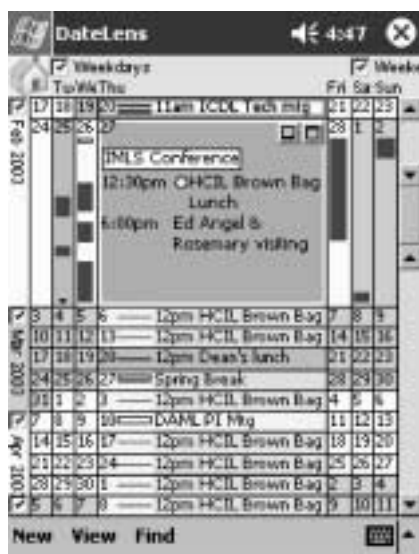 DateLens 4:47
Weekdays
Tu We Thu Fri Sa Sun
17 18 19 20 11am ICDL Tech mtg 21 22 23
Feb 2003
24 25 26 27 28 1 2
IMLS Conference
12:30pm HCIL Brown Bag
Lunch
6:00pm Ed Angel &
Rosemary visiting
3 4 5 6 12pm HCIL Brown Bag 7 8 9
Mar 2003
10 11 12 13 12pm HCIL Brown Bag 14 15 16
17 18 19 20 12pm Dean's lunch 21 22 23
24 25 26 27 Spring Break 28 29 30
31 1 2 3 12pm HCIL Brown Bag 4 5 6
7 8 9 10 DAML PI Mtg 11 12 13
Apr 2003
14 15 16 17 12pm HCIL Brown Bag 18 19 20
21 22 23 24 12pm HCIL Brown Bag 25 26 27
28 29 30 1 12pm HCIL Brown Bag 2 3 4
5 6 7 8 12pm HCIL Brown Bag 9 10 11
New View Find